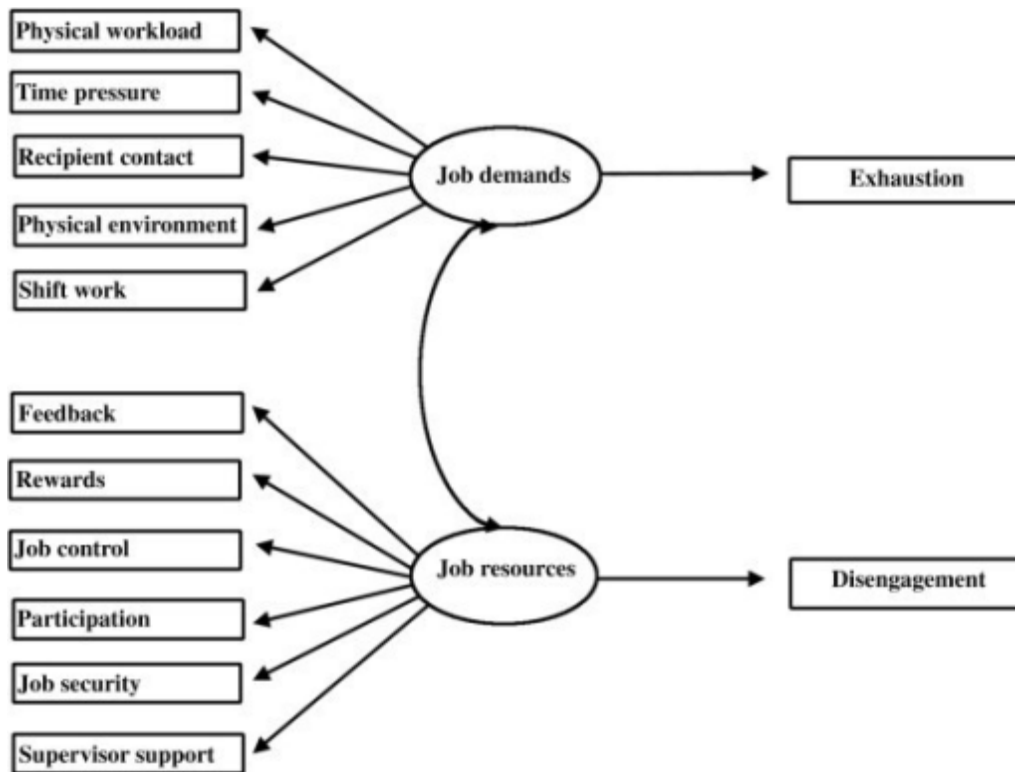 Physical workload
Time pressure
Recipient contact
Physical environment
Shift work
Job demands
Exhaustion
Feedback
Rewards
Job control
Participation
Job security
Supervisor support
Job resources
Disengagement